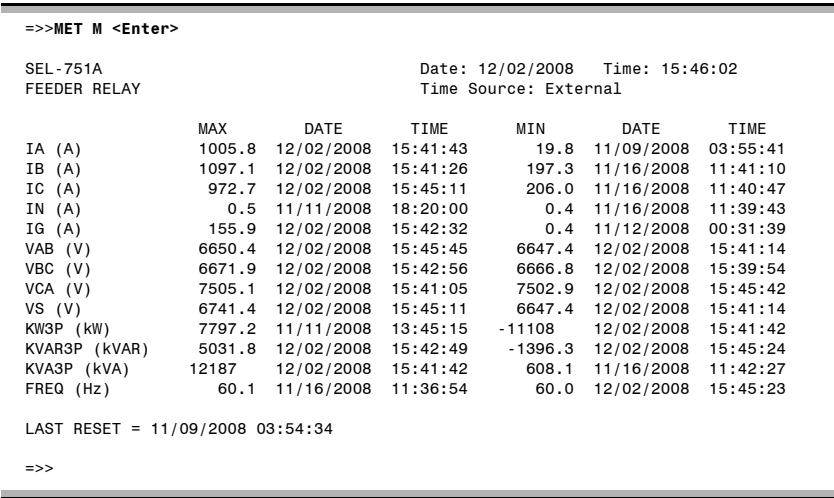 =>>MET M <Enter>
SEL-751A Date: 12/02/2008 Time: 15:46:02
FEEDER RELAY Time Source: External
MAX DATE TIME MIN DATE TIME
IA (A) 1005.8 12/02/2008 15:41:43 19.8 11/09/2008 03:55:41
IB (A) 1097.1 12/02/2008 15:41:26 197.3 11/16/2008 11:41:10
IC (A) 972.7 12/02/2008 15:45:11 206.0 11/16/2008 11:40:47
IN (A) 0.5 11/11/2008 18:20:00 0.4 11/16/2008 11:39:43
IG (A) 155.9 12/02/2008 15:42:32 0.4 11/12/2008 00:31:39
VAB (V) 6650.4 12/02/2008 15:45:45 6647.4 12/02/2008 15:41:14
VBC (V) 6671.9 12/02/2008 15:42:56 6666.8 12/02/2008 15:39:54
VCA (V) 7505.1 12/02/2008 15:41:05 7502.9 12/02/2008 15:45:42
VS (V) 6741.4 12/02/2008 15:45:11 6647.4 12/02/2008 15:41:14
KW3P (kW) 7797.2 11/11/2008 13:45:15 -11108 12/02/2008 15:41:42
KVAR3P (kVAR) 5031.8 12/02/2008 15:42:49 -1396.3 12/02/2008 15:45:24
KVA3P (kVA) 12187 12/02/2008 15:41:42 608.1 11/16/2008 11:42:27
FREQ (Hz) 60.1 11/16/2008 11:36:54 60.0 12/02/2008 15:45:23
LAST RESET = 11/09/2008 03:54:34
=>>